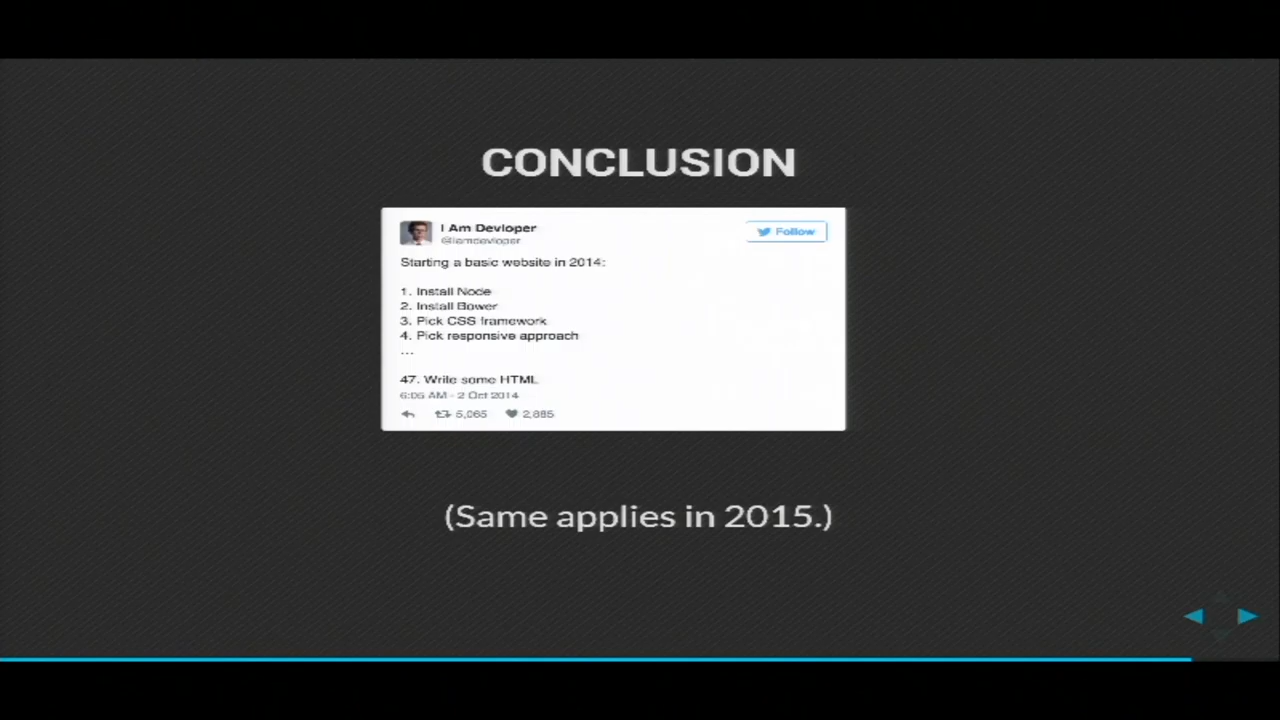 CONCLUSION
I Am Devloper
@iamdevloper
Follow
Starting a basic website in 2014:
1. Install Node
2. Install Bower
3. Pick CSS framework
4. Pick responsive approach
...
47. Write some HTML
6:05 AM - 2 Oct 2014
5,065 2,885
(Same applies in 2015.)